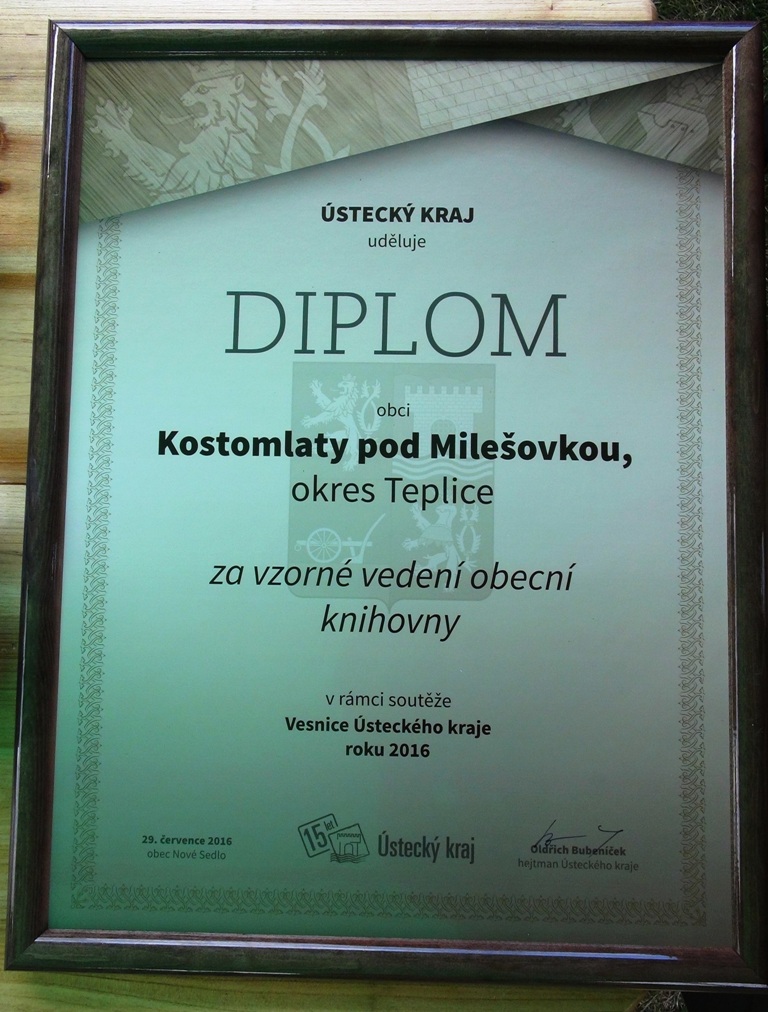 ÚSTECKÝ KRAJ
uděluje
DIPLOM
obci
Kostomlaty pod Milešovkou,
okres Teplice
za vzorné vedení obecní
knihovny
v rámci soutěže
Vesnice Ústeckého kraje
roku 2016
29. července 2016
obec Nové Sedlo
15 let
Ústecký kraj
Oldřich Bubeníček
hejtman Ústeckého kraje